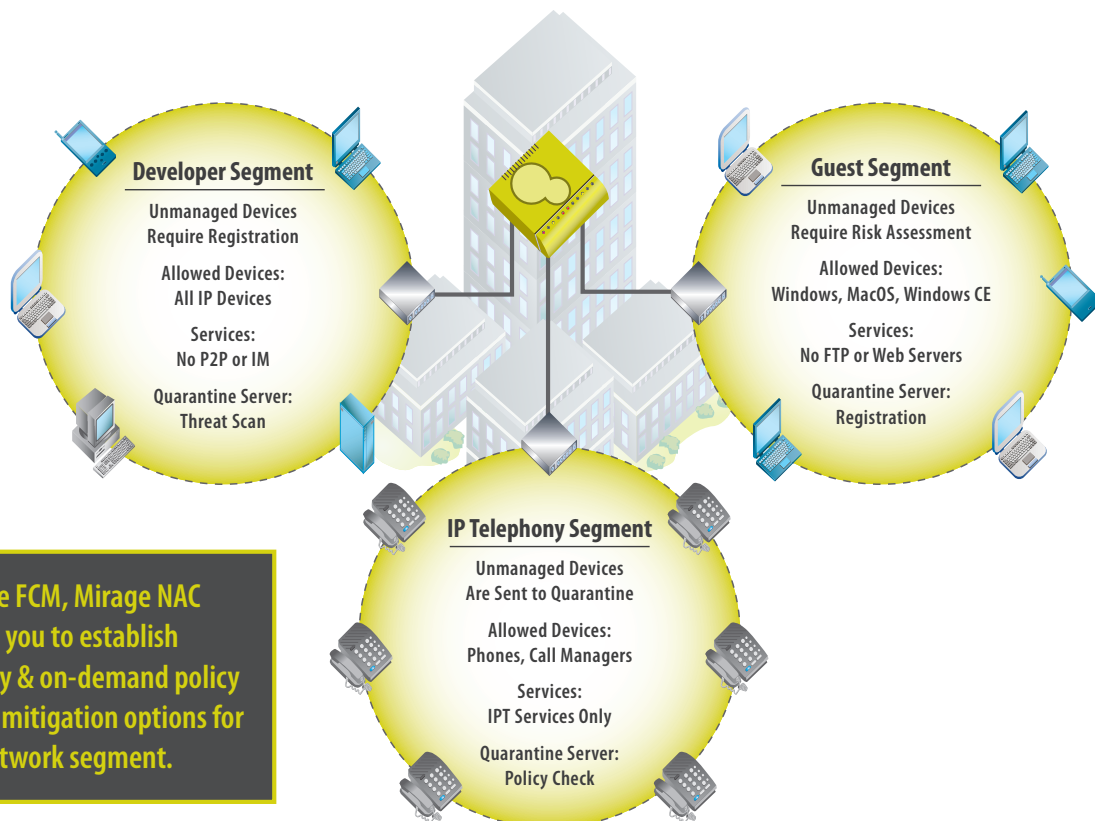 Developer Segment
Unmanaged Devices
Require Registration
Allowed Devices:
All IP Devices
Services:
No P2P or IM
Quarantine Server:
Threat Scan
Guest Segment
Unmanaged Devices
Require Risk Assessment
Allowed Devices:
Windows, MacOS, Windows CE
Services:
No FTP or Web Servers
Quarantine Server:
Registration
IP Telephony Segment
Unmanaged Devices
Are Sent to Quarantine
Allowed Devices:
Phones, Call Managers
Services:
IPT Services Only
Quarantine Server:
Policy Check
FCM, Mirage NAC
you to establish
& on-demand policy
mitigation options for
segment.